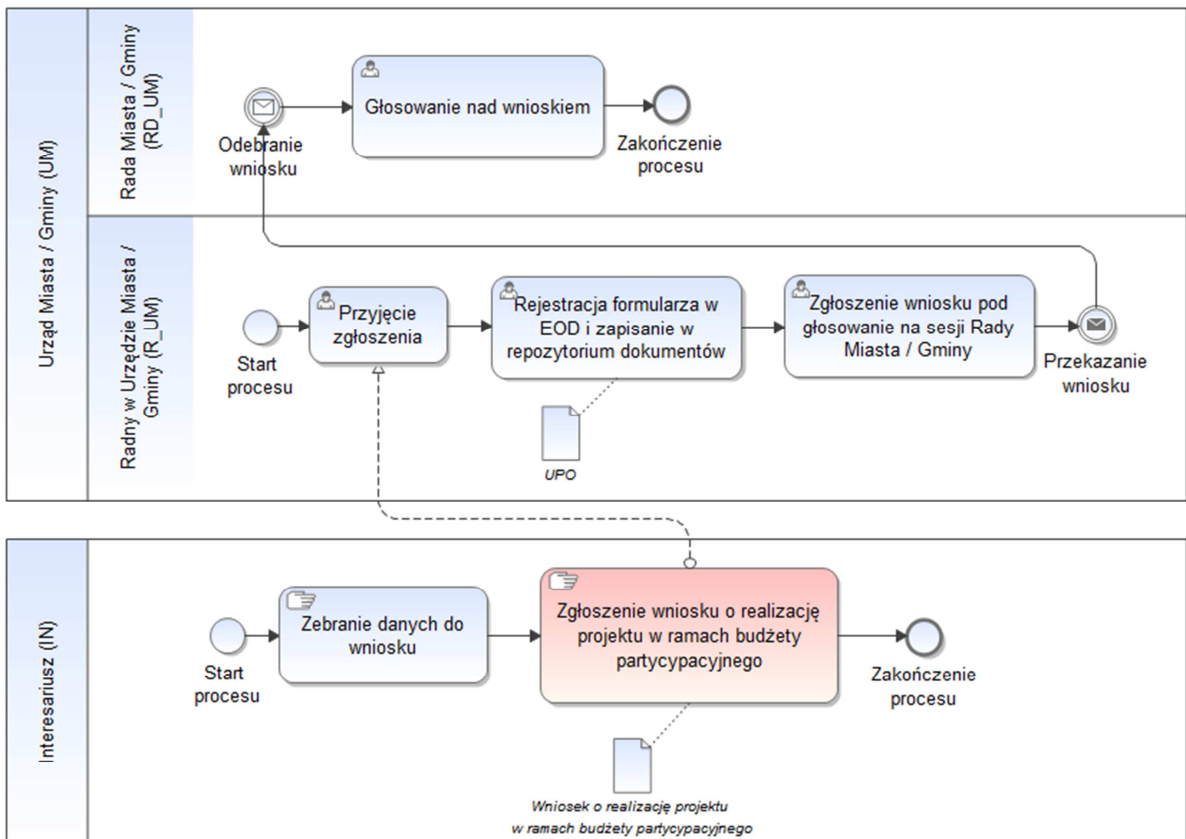 Urząd Miasta / Gminy (UM)
Rada Miasta / Gminy
(RD_UM)
Odebranie
wniosku
Głosowanie nad wnioskiem
Zakończenie
procesu
Radny w Urzędzie Miasta /
Gminy (R_UM)
Start
procesu
Przyjęcie
zgłoszenia
Rejestracja formularza w
EOD i zapisanie w
repozytorium dokumentów
UPO
Zgłoszenie wniosku pod
głosowanie na sesji Rady
Miasta / Gminy
Przekazanie
wniosku
Interesariusz (IN)
Start
procesu
Zebranie danych do
wniosku
Zgłoszenie wniosku o realizację
projektu w ramach budżety
partycypacyjnego
Wniosek o realizację projektu
w ramach budżety partycypacyjnego
Zakończenie
procesu